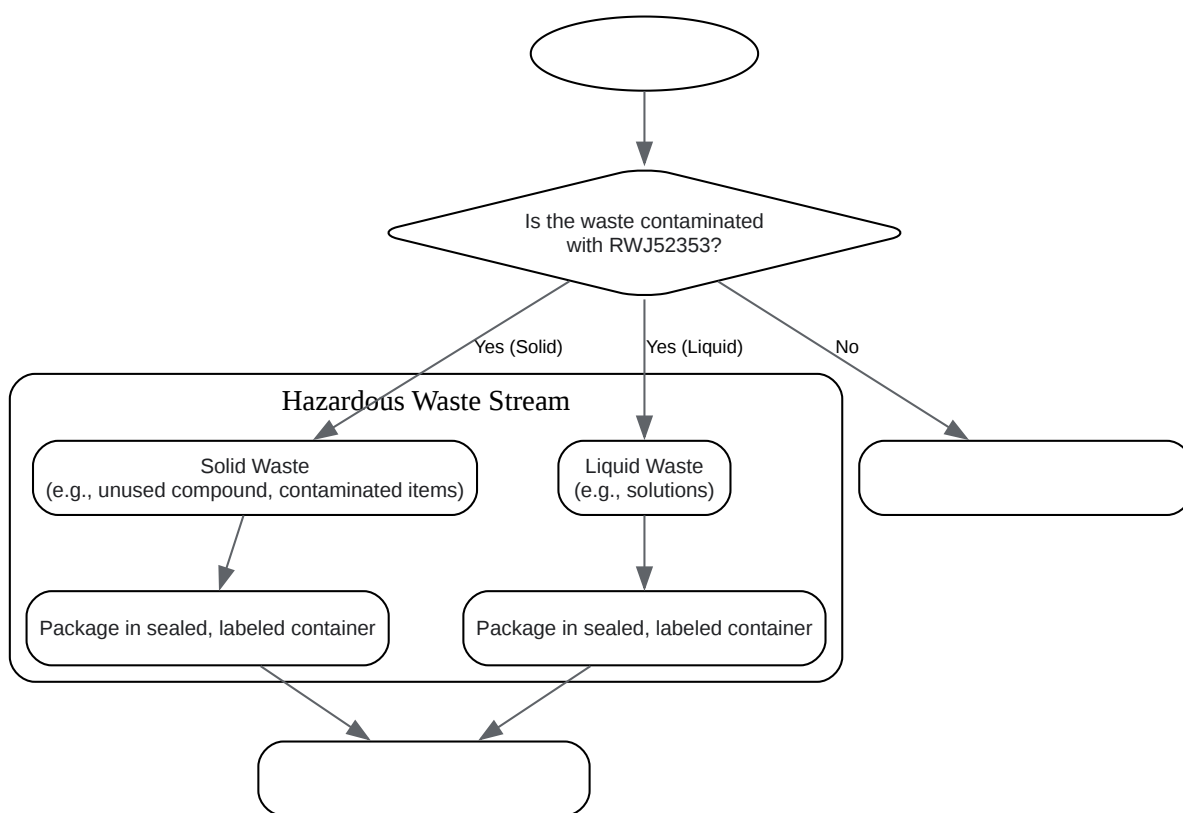 Is the waste contaminated
with RWJ52353?
Yes (Solid)
Yes (Liquid)
No
Hazardous Waste Stream
Solid Waste
(e.g., unused compound, contaminated items)
Liquid Waste
(e.g., solutions)
Package in sealed, labeled container
Package in sealed, labeled container